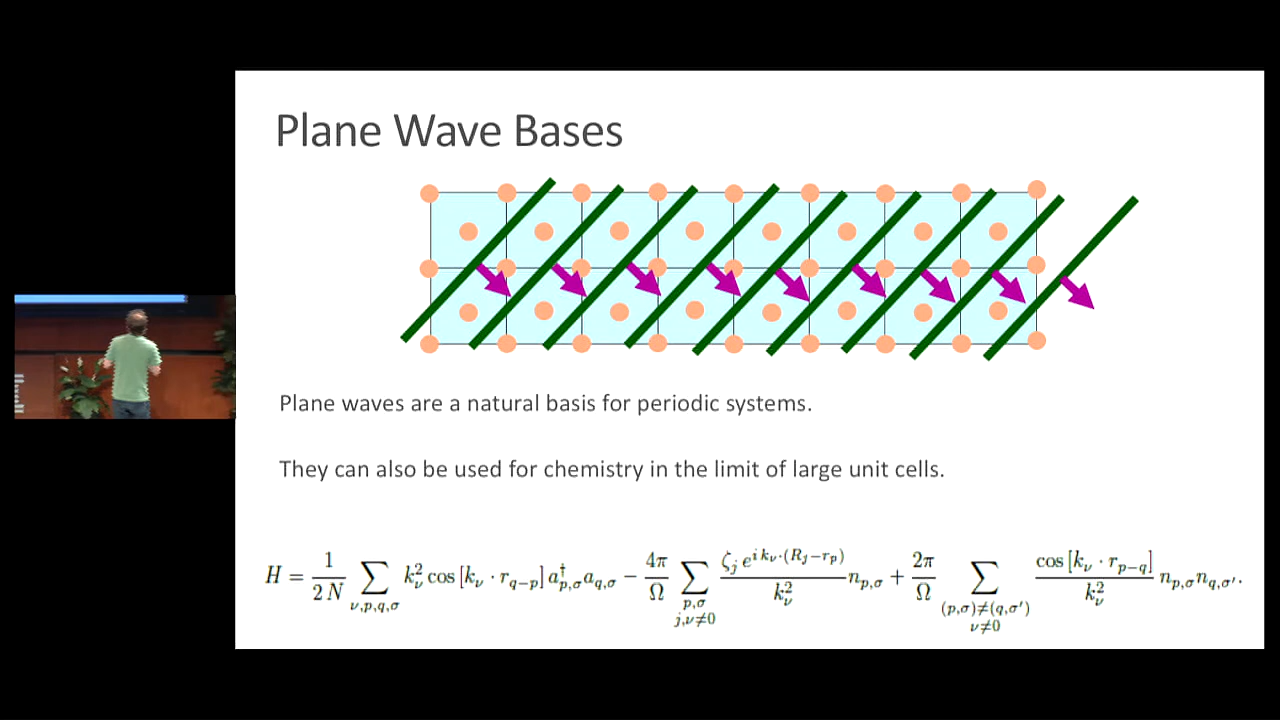 Plane Wave Bases
Plane waves are a natural basis for periodic systems.
They can also be used for chemistry in the limit of large unit cells.
H = \frac{1}{2N} \sum_{\nu,p,q,\sigma} k_\nu^2 \cos[k_\nu \cdot r_{q-p}] a^\dagger_{p,\sigma} a_{q,\sigma} - \frac{4\pi}{\Omega} \sum_{\substack{p,\sigma \\ j,\nu\neq 0}} \frac{\zeta_j e^{i k_\nu \cdot (R_j - r_p)}}{k_\nu^2} n_{p,\sigma} + \frac{2\pi}{\Omega} \sum_{\substack{(p,\sigma)\neq(q,\sigma') \\ \nu\neq 0}} \frac{\cos[k_\nu \cdot r_{p-q}]}{k_\nu^2} n_{p,\sigma} n_{q,\sigma'}.